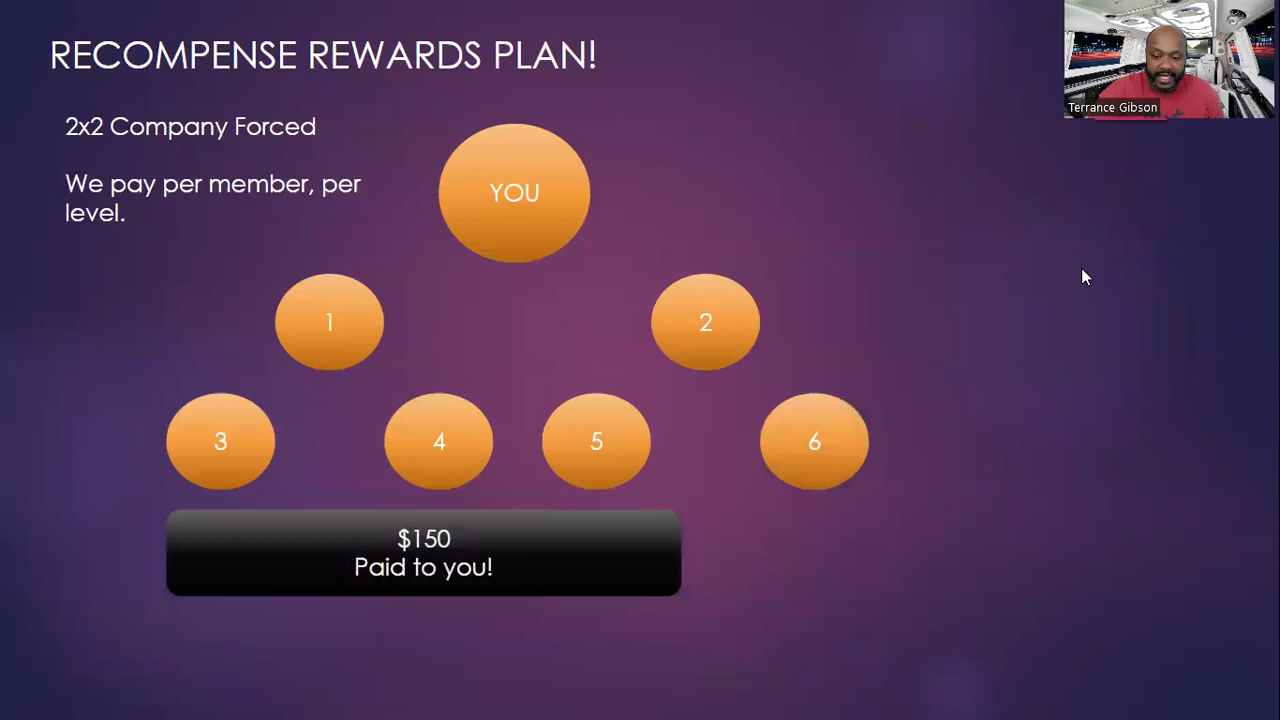 RECOMPENSE REWARDS PLAN!
Terrance Gibson
2x2 Company Forced
We pay per member, per
level.
YOU
1
2
3
4
5
6
$150
Paid to you!